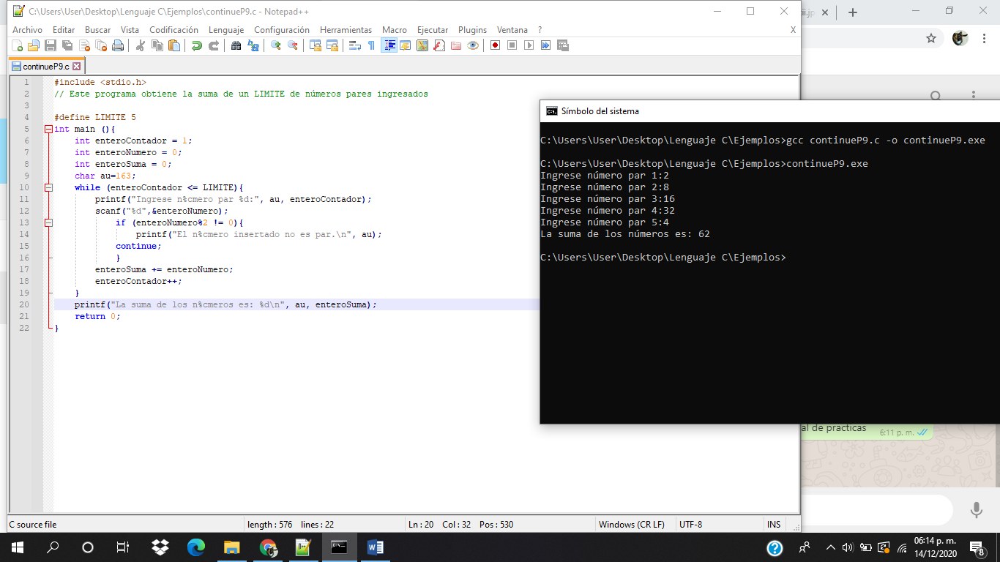 C:\Users\User\Desktop\Lenguaje C\Ejemplos\continueP9.c - Notepad++
Archivo Editar Buscar Vista Codificación Lenguaje Configuración Herramientas Macro Ejecutar Plugins Ventana ? X
continueP9.c
1 #include <stdio.h>
2 // Este programa obtiene la suma de un LIMITE de números pares ingresados
3
4 #define LIMITE 5
5 int main (){
6 int enteroContador = 1;
7 int enteroNumero = 0;
8 int enteroSuma = 0;
9 char au=163;
10 while (enteroContador <= LIMITE){
11 printf("Ingrese n%cmero par %d:", au, enteroContador);
12 scanf("%d",&enteroNumero);
13 if (enteroNumero%2 != 0){
14 printf("El n%cmero insertado no es par.\n", au);
15 continue;
16 }
17 enteroSuma += enteroNumero;
18 enteroContador++;
19 }
20 printf("La suma de los n%cmeros es: %d\n", au, enteroSuma);
21 return 0;
22 }
Símbolo del sistema
C:\Users\User\Desktop\Lenguaje C\Ejemplos>gcc continueP9.c -o continueP9.exe
C:\Users\User\Desktop\Lenguaje C\Ejemplos>continueP9.exe
Ingrese número par 1:2
Ingrese número par 2:8
Ingrese número par 3:16
Ingrese número par 4:32
Ingrese número par 5:4
La suma de los números es: 62
C:\Users\User\Desktop\Lenguaje C\Ejemplos>
al de practicas
6:11 p. m.
C source file length : 576 lines : 22 Ln : 20 Col : 32 Pos : 530 Windows (CR LF) UTF-8 INS
06:14 p. m.
14/12/2020
8